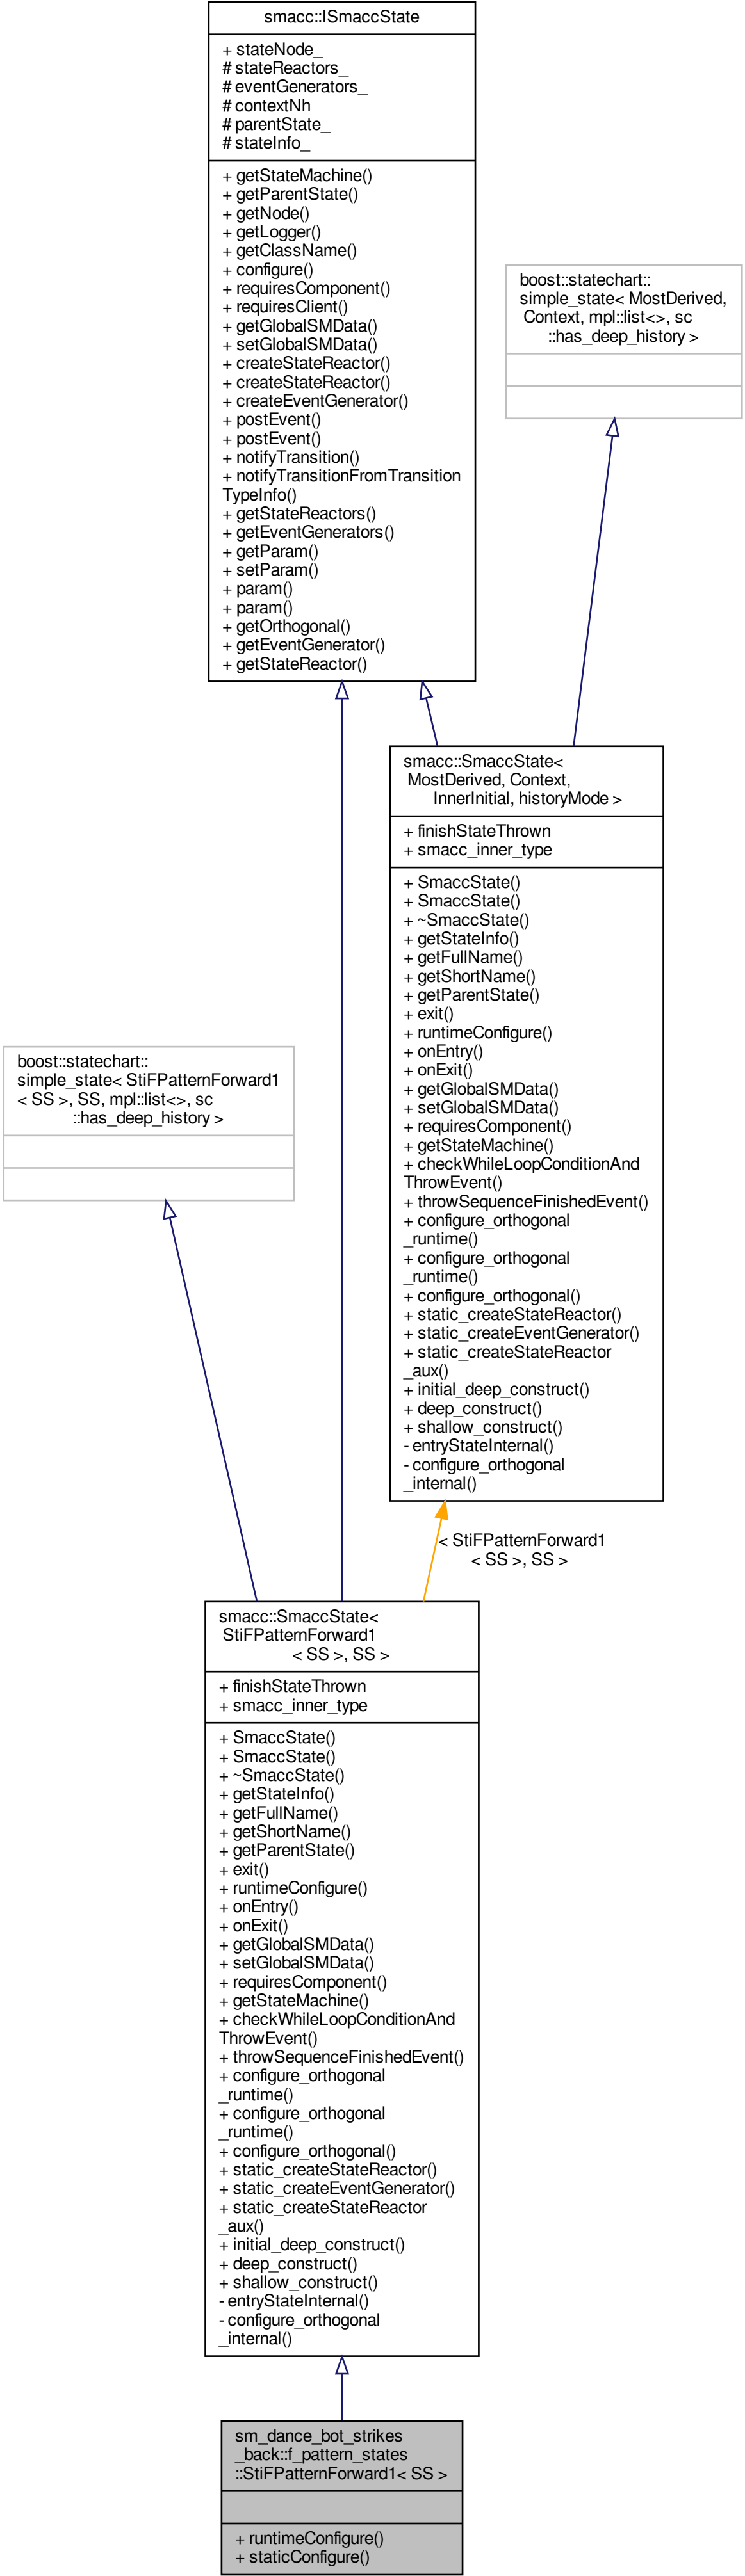 smacc::ISmaccState
+ stateNode_
# stateReactors_
# eventGenerators_
# contextNh
# parentState_
# stateInfo_
+ getStateMachine()
+ getParentState()
+ getNode()
+ getLogger()
+ getClassName()
+ configure()
+ requiresComponent()
+ requiresClient()
+ getGlobalSMData()
+ setGlobalSMData()
+ createStateReactor()
+ createStateReactor()
+ createEventGenerator()
+ postEvent()
+ postEvent()
+ notifyTransition()
+ notifyTransitionFromTransition
TypeInfo()
+ getStateReactors()
+ getEventGenerators()
+ getParam()
+ setParam()
+ param()
+ param()
+ getOrthogonal()
+ getEventGenerator()
+ getStateReactor()
boost::statechart::
simple_state< MostDerived,
Context, mpl::list<>, sc
::has_deep_history >
smacc::SmaccState<
MostDerived, Context,
InnerInitial, historyMode >
+ finishStateThrown
+ smacc_inner_type
+ SmaccState()
+ SmaccState()
+ ~SmaccState()
+ getStateInfo()
+ getFullName()
+ getShortName()
+ getParentState()
+ exit()
+ runtimeConfigure()
+ onEntry()
+ onExit()
+ getGlobalSMData()
+ setGlobalSMData()
+ requiresComponent()
+ getStateMachine()
+ checkWhileLoopConditionAnd
ThrowEvent()
+ throwSequenceFinishedEvent()
+ configure_orthogonal
_runtime()
+ configure_orthogonal
_runtime()
+ configure_orthogonal()
+ static_createStateReactor()
+ static_createEventGenerator()
+ static_createStateReactor
_aux()
+ initial_deep_construct()
+ deep_construct()
+ shallow_construct()
- entryStateInternal()
- configure_orthogonal
_internal()
boost::statechart::
simple_state< StiFPatternForward1
< SS >, SS, mpl::list<>, sc
::has_deep_history >
< StiFPatternForward1
< SS >, SS >
smacc::SmaccState<
StiFPatternForward1
< SS >, SS >
+ finishStateThrown
+ smacc_inner_type
+ SmaccState()
+ SmaccState()
+ ~SmaccState()
+ getStateInfo()
+ getFullName()
+ getShortName()
+ getParentState()
+ exit()
+ runtimeConfigure()
+ onEntry()
+ onExit()
+ getGlobalSMData()
+ setGlobalSMData()
+ requiresComponent()
+ getStateMachine()
+ checkWhileLoopConditionAnd
ThrowEvent()
+ throwSequenceFinishedEvent()
+ configure_orthogonal
_runtime()
+ configure_orthogonal
_runtime()
+ configure_orthogonal()
+ static_createStateReactor()
+ static_createEventGenerator()
+ static_createStateReactor
_aux()
+ initial_deep_construct()
+ deep_construct()
+ shallow_construct()
- entryStateInternal()
- configure_orthogonal
_internal()
sm_dance_bot_strikes
_back::f_pattern_states
::StiFPatternForward1< SS >
+ runtimeConfigure()
+ staticConfigure()